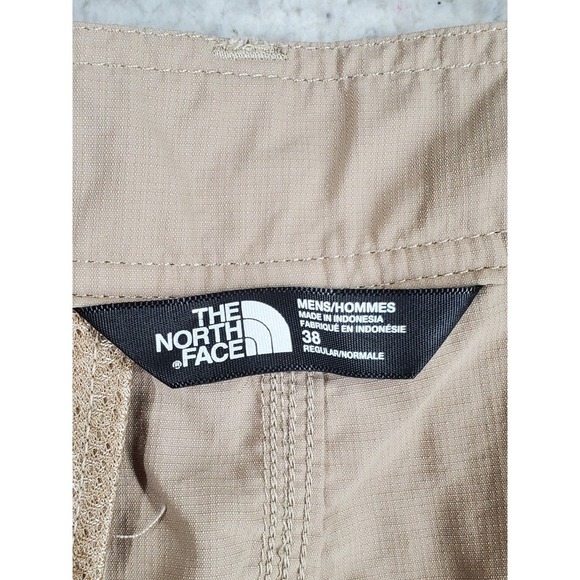 THE
NORTH
FACE®
MENS/HOMMES
MADE IN INDONESIA
FABRIQUÉ EN INDONÉSIE
38
REGULAR/NORMALE